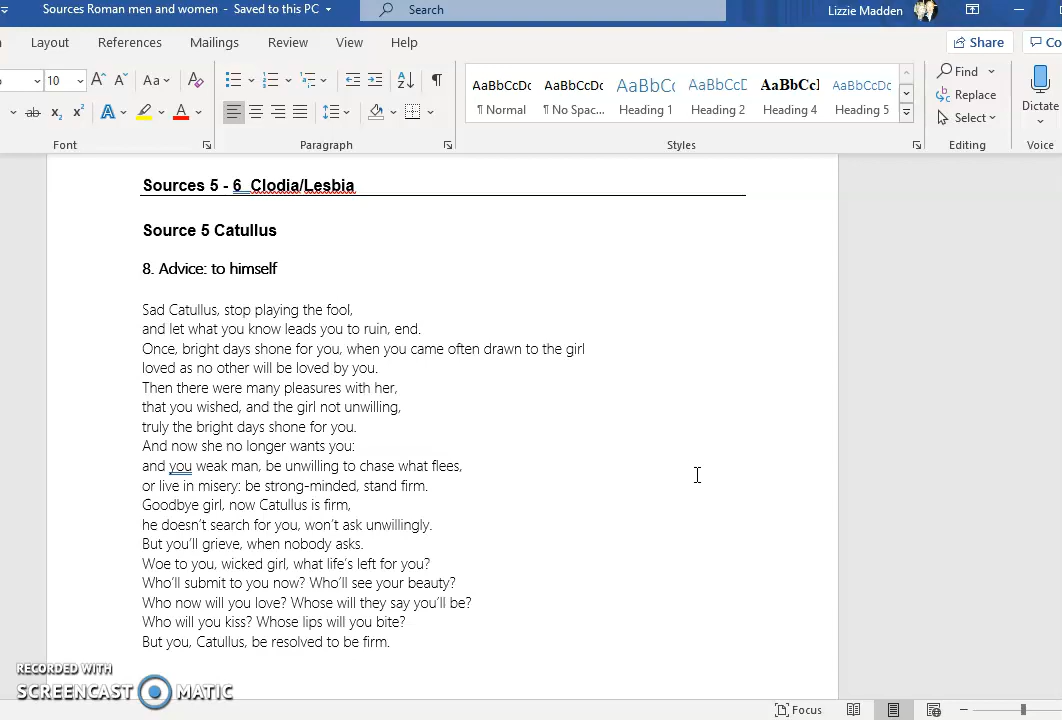 Sources Roman men and women - Saved to this PC
Search
Lizzie Madden
Layout References Mailings Review View Help
Share
Co
10
Aa
ab x₂ x² A A
AaBbCcDc AaBbCcDc AaBbCc AaBbCcD AaBbCcI AaBbCcDc
¶ Normal ¶ No Spac... Heading 1 Heading 2 Heading 4 Heading 5
Find
Replace
Select
Dictate
Font Paragraph Styles Editing Voice
Sources 5 - 6 Clodia/Lesbia
Source 5 Catullus
8. Advice: to himself
Sad Catullus, stop playing the fool,
and let what you know leads you to ruin, end.
Once, bright days shone for you, when you came often drawn to the girl
loved as no other will be loved by you.
Then there were many pleasures with her,
that you wished, and the girl not unwilling,
truly the bright days shone for you.
And now she no longer wants you:
and you weak man, be unwilling to chase what flees,
or live in misery: be strong-minded, stand firm.
Goodbye girl, now Catullus is firm,
he doesn't search for you, won't ask unwillingly.
But you'll grieve, when nobody asks.
Woe to you, wicked girl, what life's left for you?
Who'll submit to you now? Who'll see your beauty?
Who now will you love? Whose will they say you'll be?
Who will you kiss? Whose lips will you bite?
But you, Catullus, be resolved to be firm.
RECORDED WITH
SCREENCAST MATIC
Focus